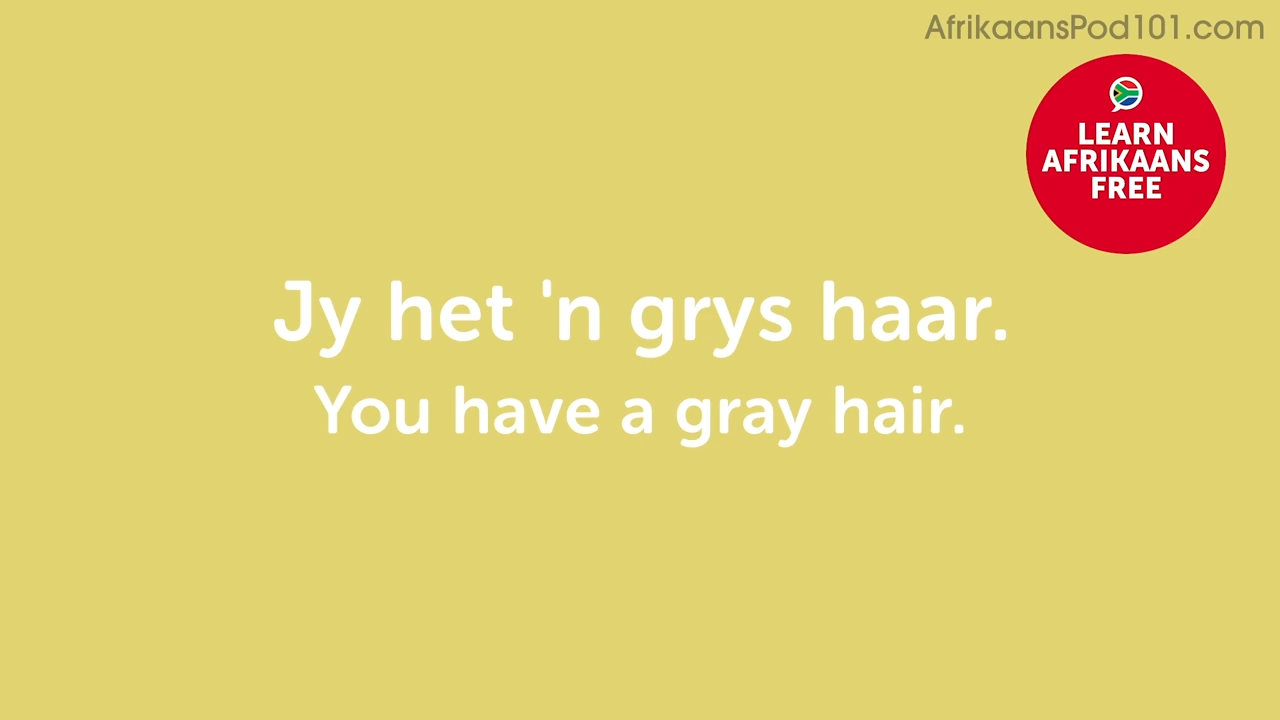 AfrikaansPod101.com
LEARN
AFRIKAANS
FREE
Jy het 'n grys haar.
You have a gray hair.